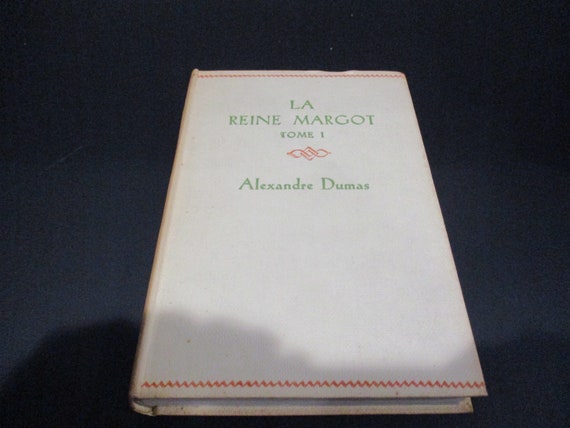 LA
REINE MARGOT
TOME I
Alexandre Dumas